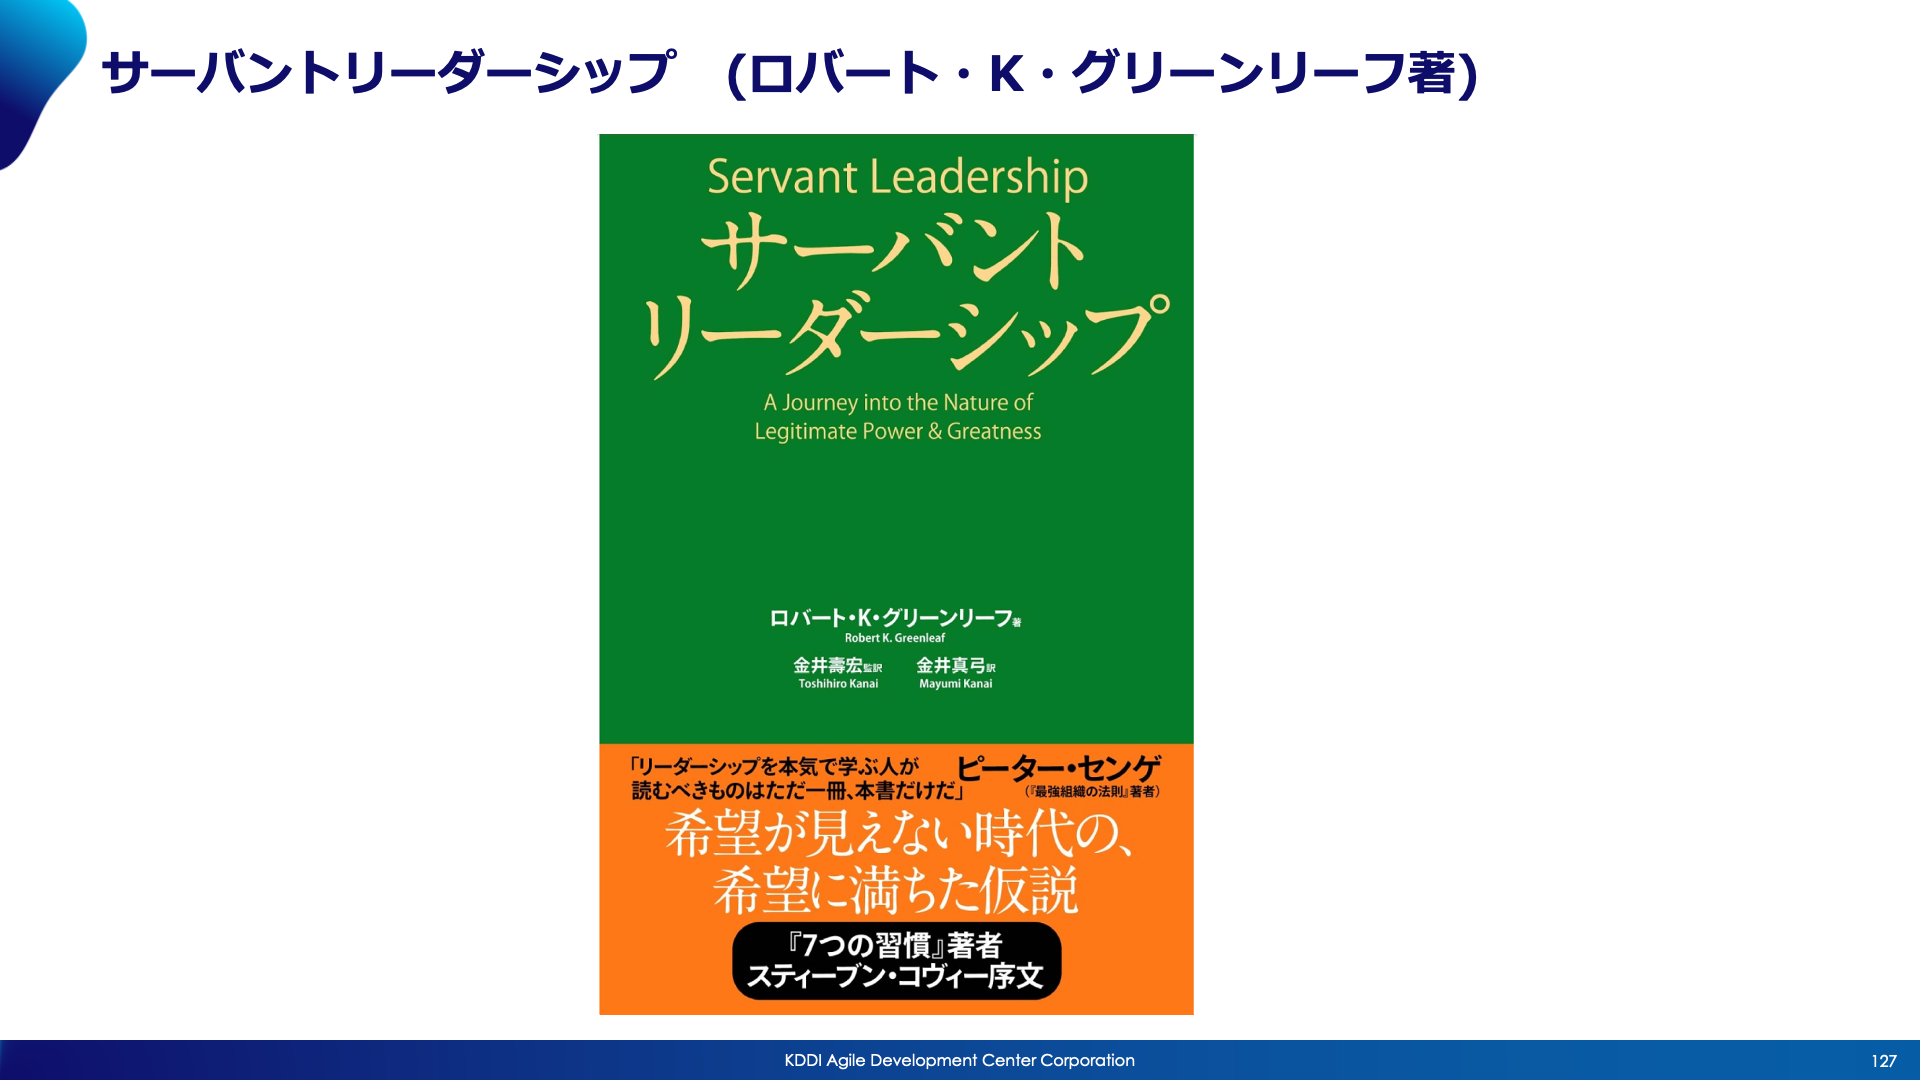 サーバントリーダーシップ　(ロバート・K・グリーンリーフ著)
Servant Leadership
サーバント
リーダーシップ
A Journey into the Nature of
Legitimate Power & Greatness
ロバート・K・グリーンリーフ著
Robert K. Greenleaf
金井壽宏監訳　金井真弓訳
Toshihiro Kanai　Mayumi Kanai
「リーダーシップを本気で学ぶ人が
読むべきものはただ一冊、本書だけだ」
ピーター・センゲ
(『最強組織の法則』著者)
希望が見えない時代の、
希望に満ちた仮説
『7つの習慣』著者
スティーブン・コヴィー序文
KDDI Agile Development Center Corporation
127